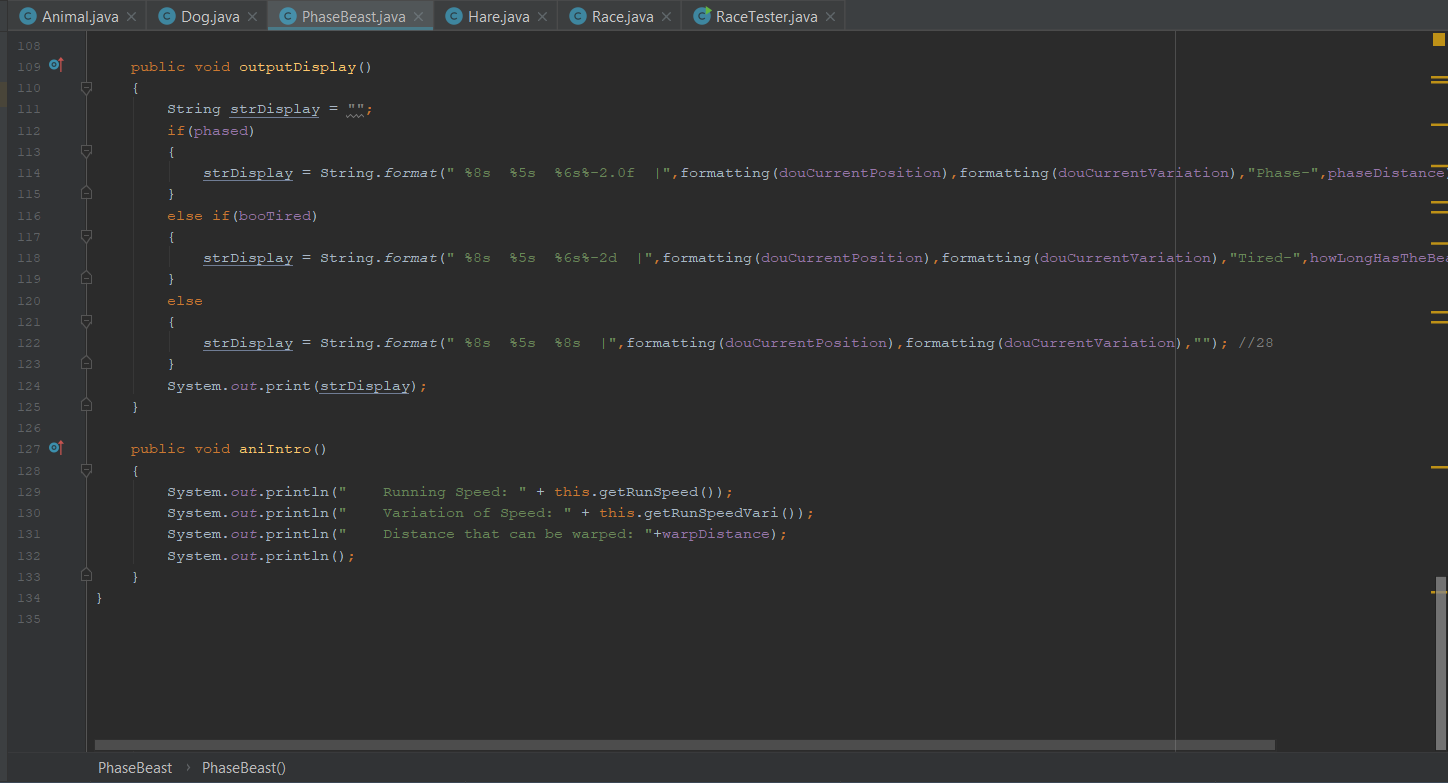 Animal.java Dog.java PhaseBeast.java Hare.java Race.java RaceTester.java
108
109 public void outputDisplay()
110 {
111 String strDisplay = "";
112 if(phased)
113 {
114 strDisplay = String.format(" %8s  %5s  %6s%-2.0f  |",formatting(douCurrentPosition),formatting(douCurrentVariation),"Phase-",phaseDistance)
115 }
116 else if(booTired)
117 {
118 strDisplay = String.format(" %8s  %5s  %6s%-2d  |",formatting(douCurrentPosition),formatting(douCurrentVariation),"Tired-",howLongHasTheBea
119 }
120 else
121 {
122 strDisplay = String.format(" %8s  %5s  %8s  |",formatting(douCurrentPosition),formatting(douCurrentVariation),""); //28
123 }
124 System.out.print(strDisplay);
125 }
126
127 public void aniIntro()
128 {
129 System.out.println("    Running Speed: " + this.getRunSpeed());
130 System.out.println("    Variation of Speed: " + this.getRunSpeedVari());
131 System.out.println("    Distance that can be warped: "+warpDistance);
132 System.out.println();
133 }
134 }
135
PhaseBeast › PhaseBeast()